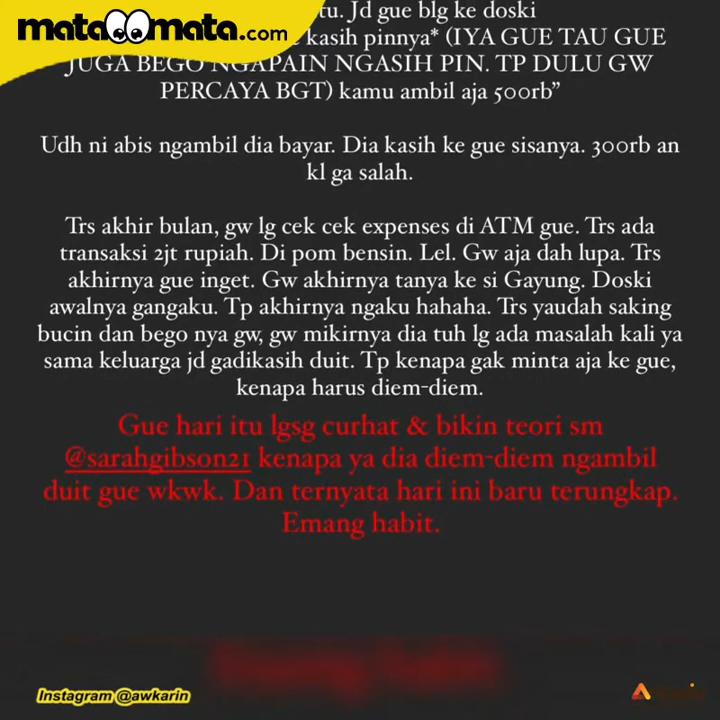 mataOOmata.com
tu. Jd gue blg ke doski
kasih pinnya* (IYA GUE TAU GUE
JUGA BEGO NGAPAIN NGASIH PIN. TP DULU GW
PERCAYA BGT) kamu ambil aja 500rb”
Udh ni abis ngambil dia bayar. Dia kasih ke gue sisanya. 300rb an
kl ga salah.
Trs akhir bulan, gw lg cek cek expenses di ATM gue. Trs ada
transaksi 2jt rupiah. Di pom bensin. Lel. Gw aja dah lupa. Trs
akhirnya gue inget. Gw akhirnya tanya ke si Gayung. Doski
awalnya gangaku. Tp akhirnya ngaku hahaha. Trs yaudah saking
bucin dan bego nya gw, gw mikirnya dia tuh lg ada masalah kali ya
sama keluarga jd gadikasih duit. Tp kenapa gak minta aja ke gue,
kenapa harus diem-diem.
Gue hari itu lgsg curhat & bikin teori sm
@sarahgibson21 kenapa ya dia diem-diem ngambil
duit gue wkwk. Dan ternyata hari ini baru terungkap.
Emang habit.
Instagram @awkarin